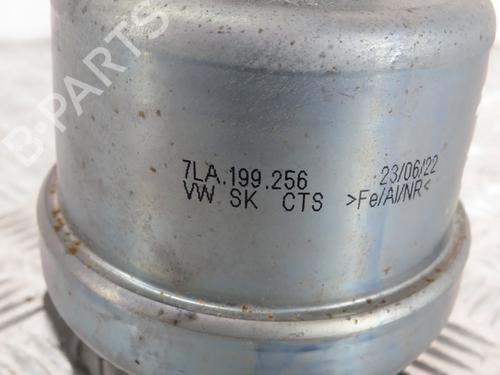 B-PARTS
7LA.199.256 23/06/22
VW SK CTS >Fe/Al/NR<